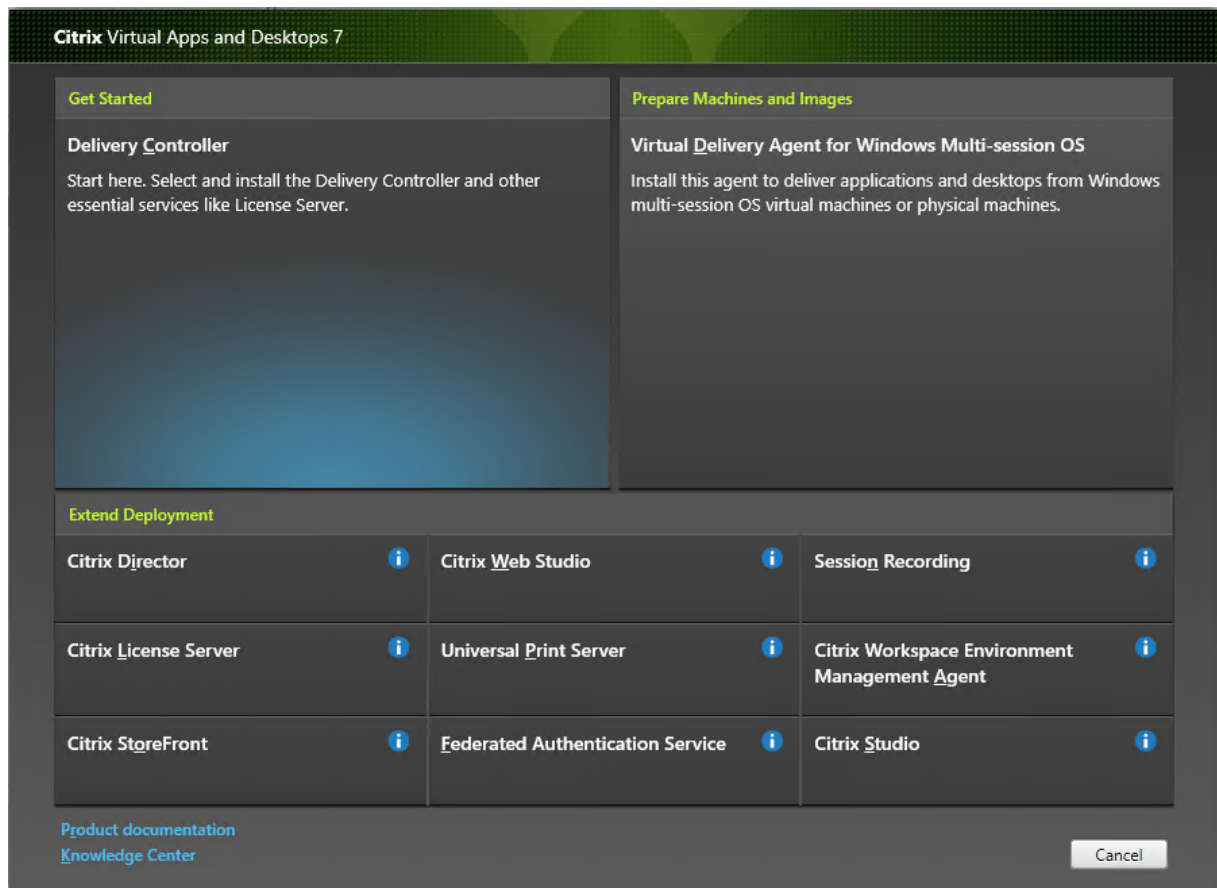 Citrix Virtual Apps and Desktops 7
Get Started
Delivery Controller
Start here. Select and install the Delivery Controller and other
essential services like License Server.
Prepare Machines and Images
Virtual Delivery Agent for Windows Multi-session OS
Install this agent to deliver applications and desktops from Windows
multi-session OS virtual machines or physical machines.
Extend Deployment
Citrix Director
Citrix Web Studio
Session Recording
Citrix License Server
Universal Print Server
Citrix Workspace Environment
Management Agent
Citrix StoreFront
Federated Authentication Service
Citrix Studio
Product documentation
Knowledge Center
Cancel